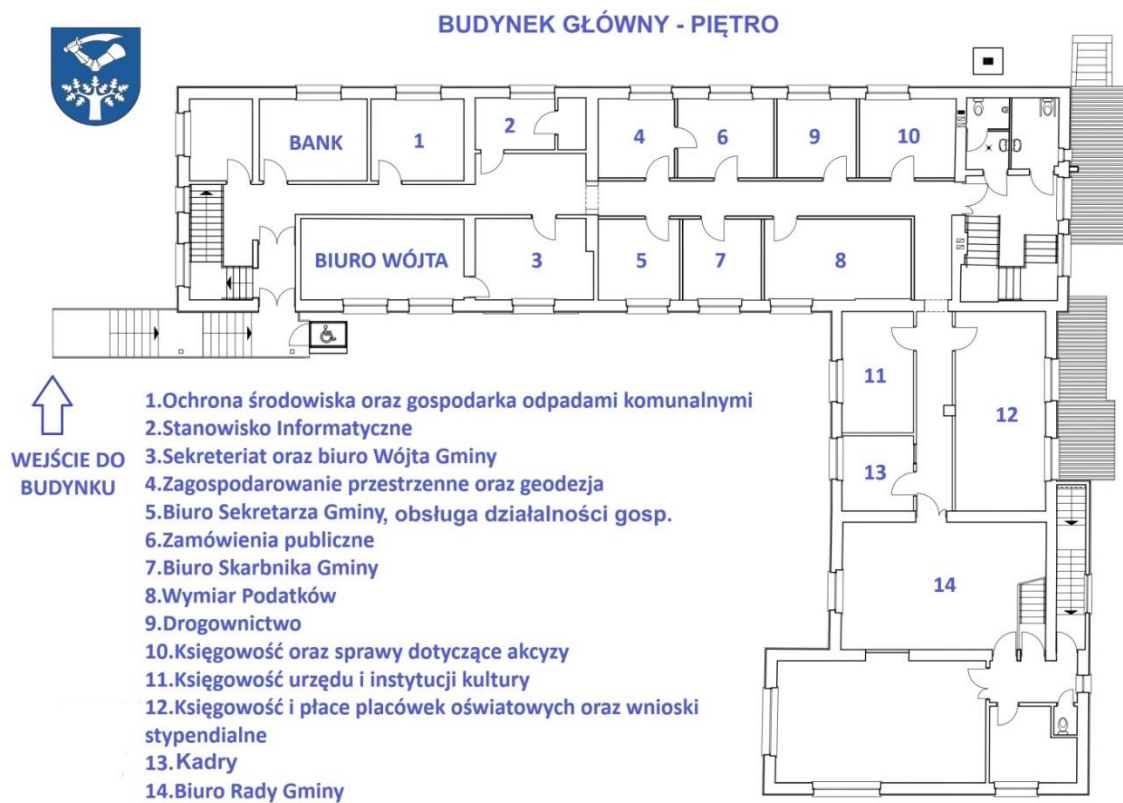 BUDYNEK GŁÓWNY - PIĘTRO
BANK
1
2
4
6
9
10
BIURO WÓJTA
3
5
7
8
11
12
13
14
WEJŚCIE DO
BUDYNKU
1.Ochrona środowiska oraz gospodarka odpadami komunalnymi
2.Stanowisko Informatyczne
3.Sekreteriat oraz biuro Wójta Gminy
4.Zagospodarowanie przestrzenne oraz geodezja
5.Biuro Sekretarza Gminy, obsługa działalności gosp.
6.Zamówienia publiczne
7.Biuro Skarbnika Gminy
8.Wymiar Podatków
9.Drogownictwo
10.Księgowość oraz sprawy dotyczące akcyzy
11.Księgowość urzędu i instytucji kultury
12.Księgowość i płace placówek oświatowych oraz wnioski
stypendialne
13.Kadry
14.Biuro Rady Gminy